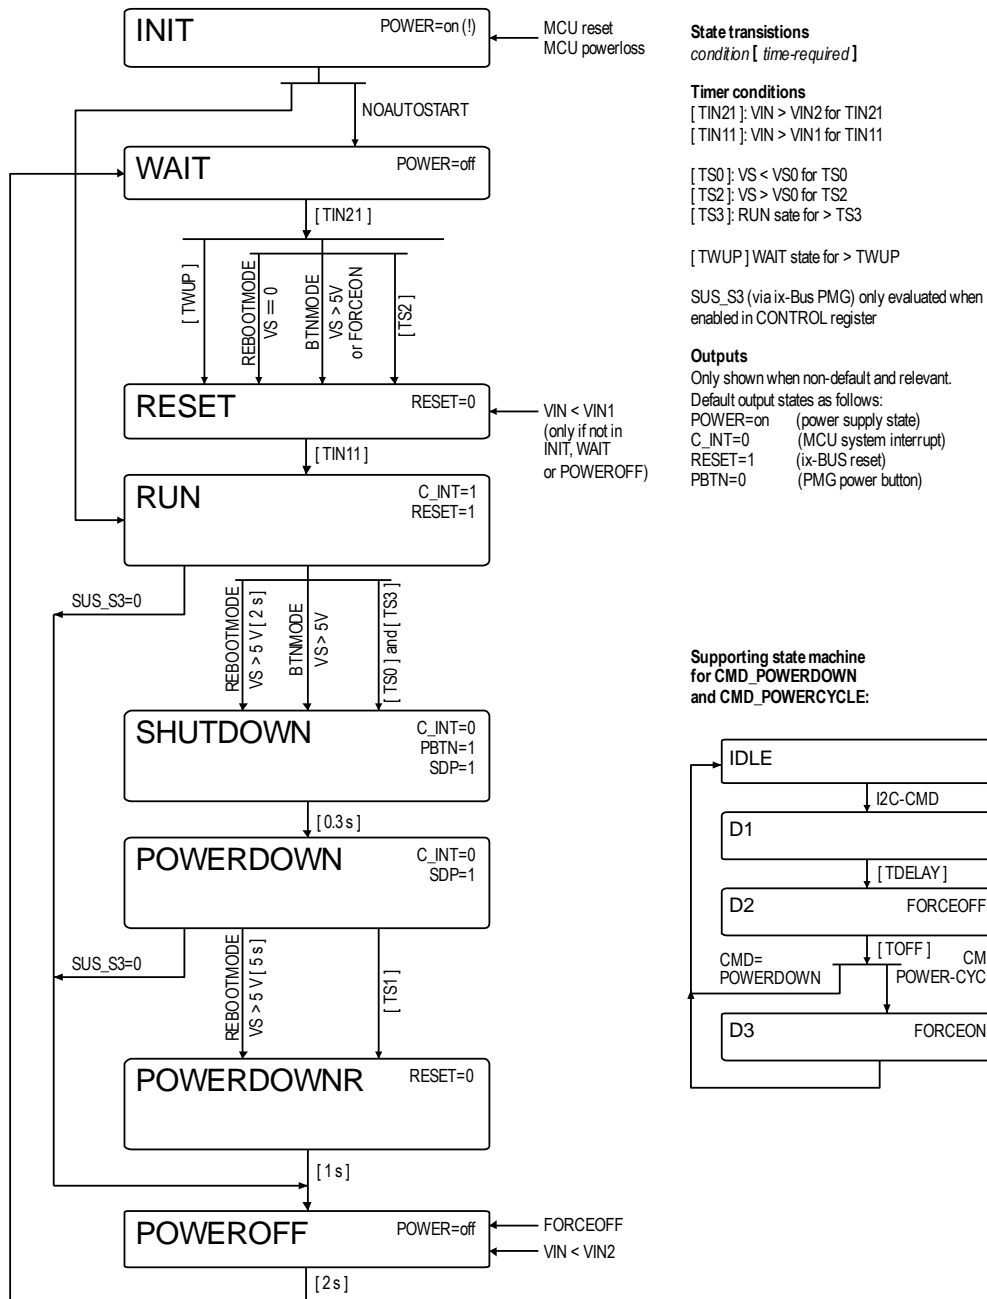 INIT
POWER=on (!)
MCU reset
MCU powerloss
NOAUTOSTART
WAIT
POWER=off
[ TIN21 ]
[ TWUP ]
REBOOTMODE
VS == 0
BTNMODE
VS > 5V
or FORCEON
[ TS2 ]
RESET
RESET=0
VIN < VIN1
(only if not in
INIT, WAIT
or POWEROFF)
[ TIN11 ]
RUN
C_INT=1
RESET=1
SUS_S3=0
REBOOTMODE
VS > 5 V [ 2 s ]
BTNMODE
VS > 5V
[ TS0 ] and [ TS3 ]
SHUTDOWN
C_INT=0
PBTN=1
SDP=1
[ 0.3 s ]
POWERDOWN
C_INT=0
SDP=1
SUS_S3=0
REBOOTMODE
VS > 5 V [ 5 s ]
[ TS1 ]
POWERDOWNR
RESET=0
[ 1 s ]
POWEROFF
POWER=off
FORCEOFF
VIN < VIN2
[ 2 s ]
State transistions
condition [ time-required ]
Timer conditions
[ TIN21 ]: VIN > VIN2 for TIN21
[ TIN11 ]: VIN > VIN1 for TIN11
[ TS0 ]: VS < VS0 for TS0
[ TS2 ]: VS > VS0 for TS2
[ TS3 ]: RUN sate for > TS3
[ TWUP ] WAIT state for > TWUP
SUS_S3 (via ix-Bus PMG) only evaluated when
enabled in CONTROL register
Outputs
Only shown when non-default and relevant.
Default output states as follows:
POWER=on (power supply state)
C_INT=0 (MCU system interrupt)
RESET=1 (ix-BUS reset)
PBTN=0 (PMG power button)
Supporting state machine
for CMD_POWERDOWN
and CMD_POWERCYCLE:
IDLE
I2C-CMD
D1
[ TDELAY ]
D2
FORCEOFF
[ TOFF ]
CMD=
POWERDOWN
CM
POWER-CYC
D3
FORCEON